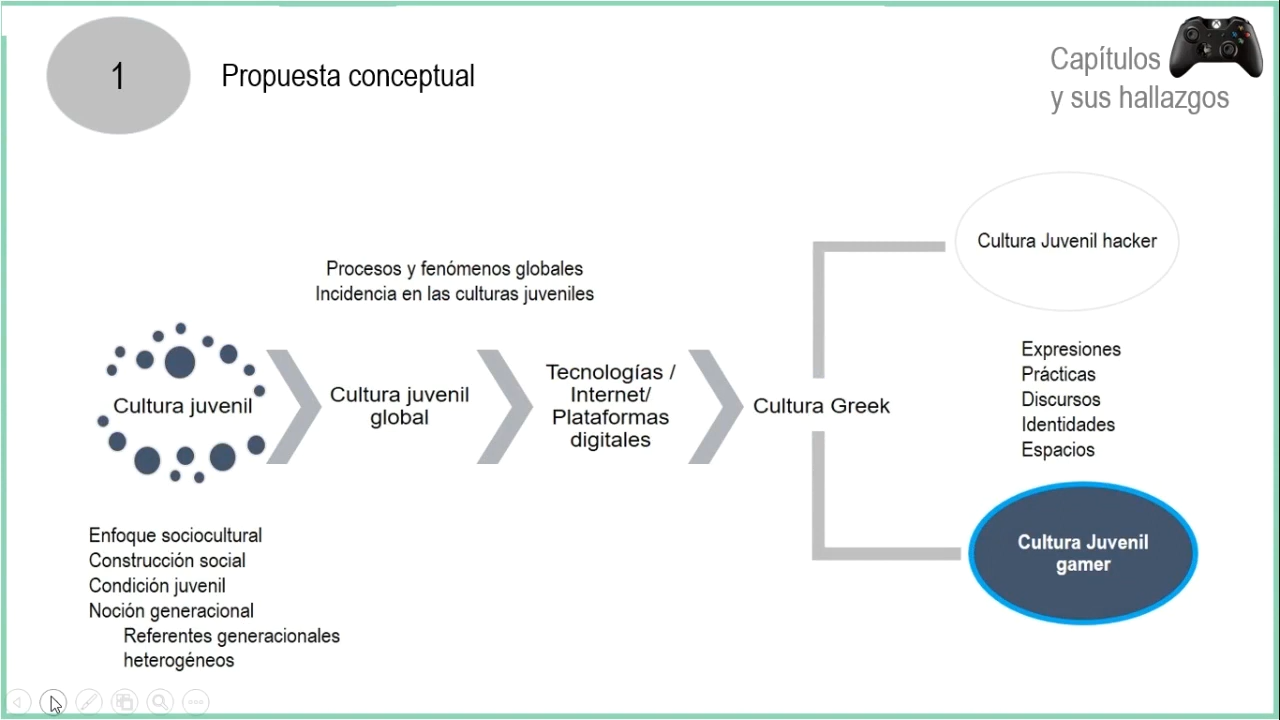 1
Propuesta conceptual
Capítulos
y sus hallazgos
Cultura Juvenil hacker
Procesos y fenómenos globales
Incidencia en las culturas juveniles
Cultura juvenil
Cultura juvenil
global
Tecnologías /
Internet/
Plataformas
digitales
Cultura Greek
Expresiones
Prácticas
Discursos
Identidades
Espacios
Cultura Juvenil
gamer
Enfoque sociocultural
Construcción social
Condición juvenil
Noción generacional
Referentes generacionales
heterogéneos